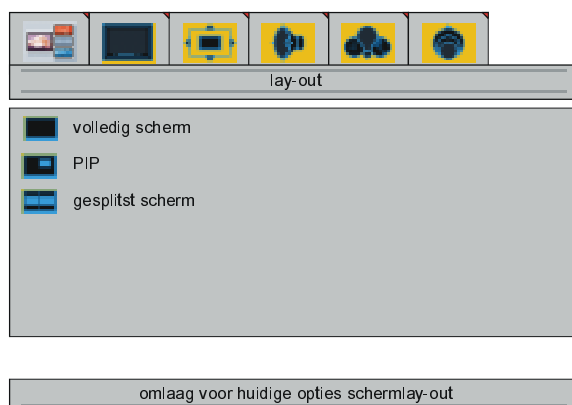 lay-out
volledig scherm
PIP
gesplitst scherm
omlaag voor huidige opties schermlay-out